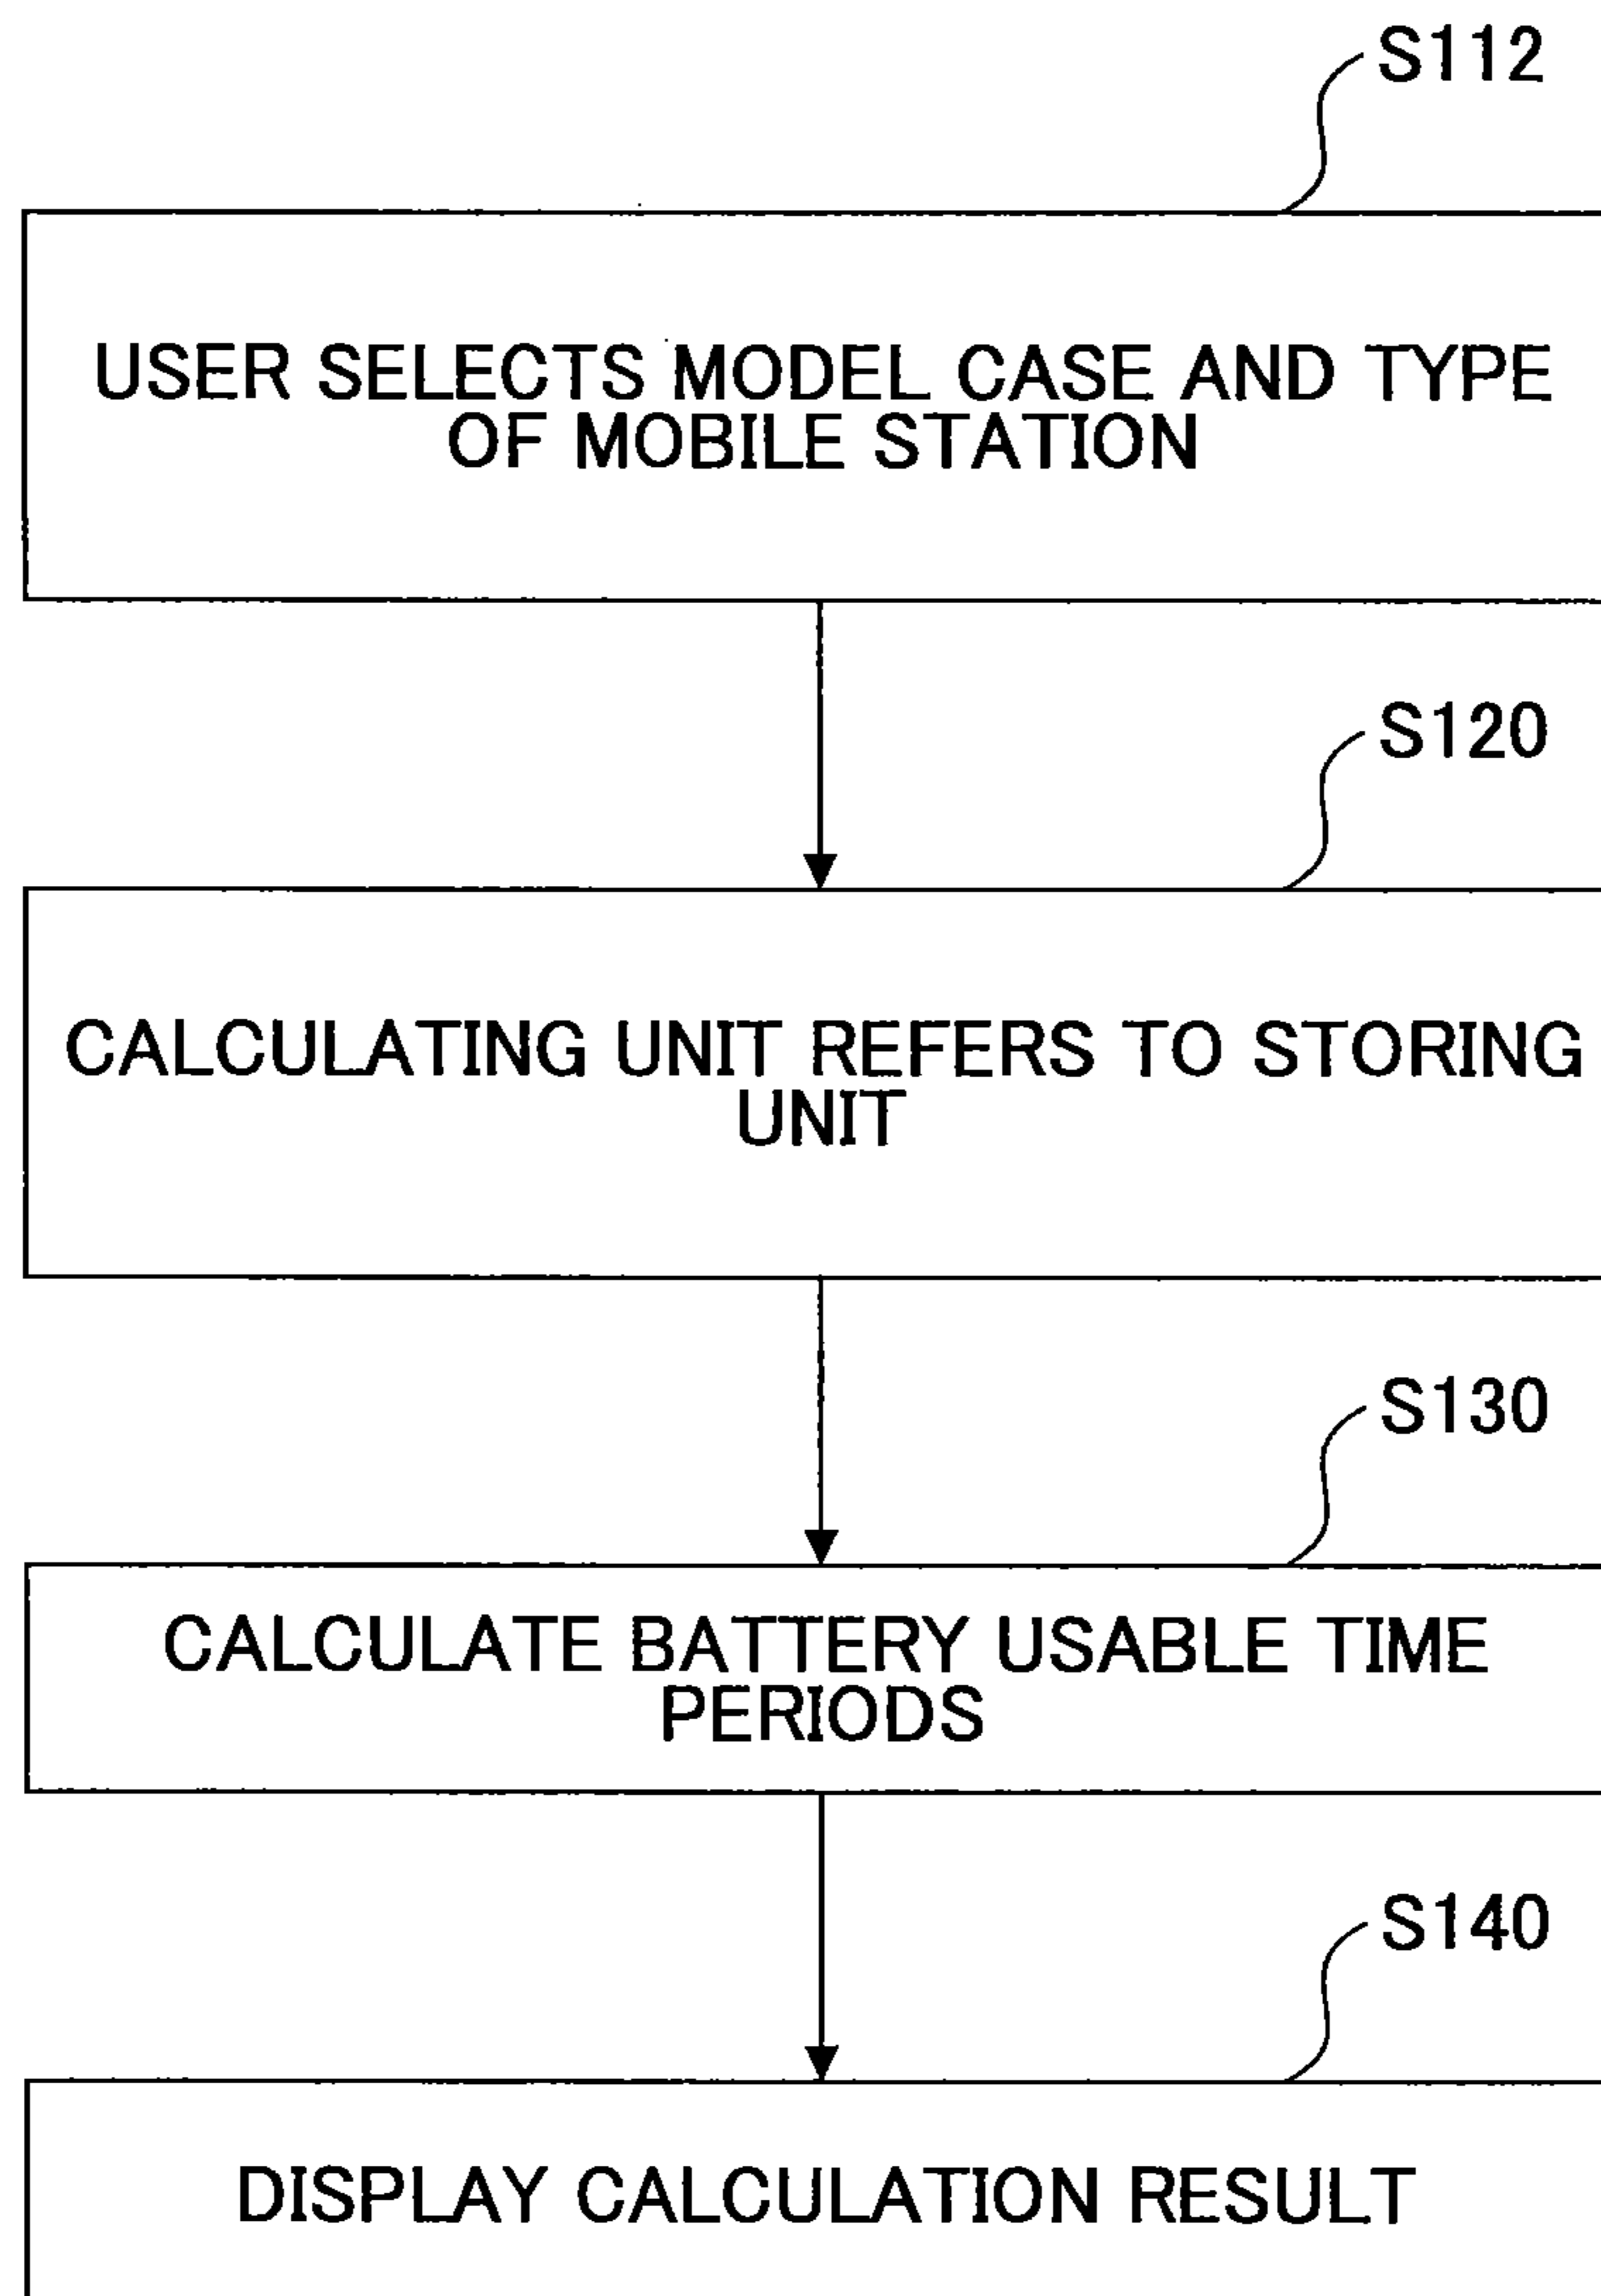 S112
USER SELECTS MODEL CASE AND TYPE
OF MOBILE STATION
S120
CALCULATING UNIT REFERS TO STORING
UNIT
S130
CALCULATE BATTERY USABLE TIME
PERIODS
S140
DISPLAY CALCULATION RESULT